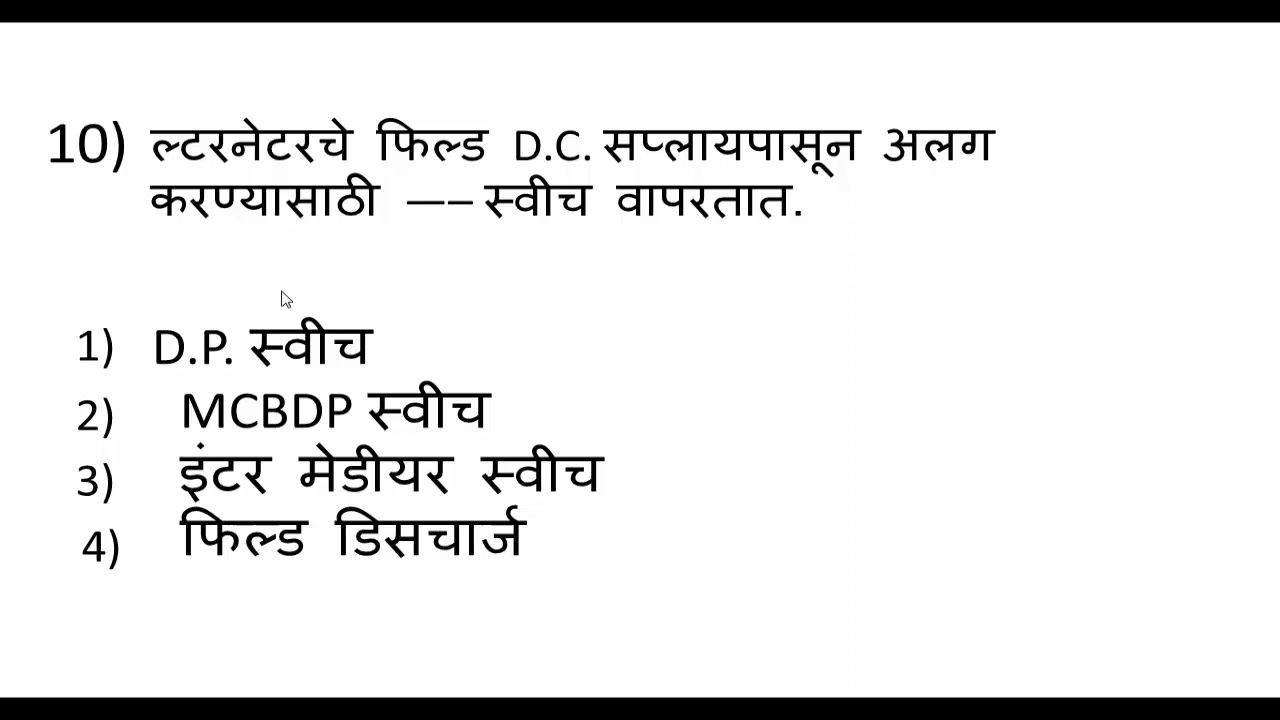 10) ल्टरनेटरचे फिल्ड D.C. सप्लायपासून अलग
करण्यासाठी —– स्वीच वापरतात.
1) D.P. स्वीच
2) MCBDP स्वीच
3) इंटर मेडीयर स्वीच
4) फिल्ड डिसचार्ज